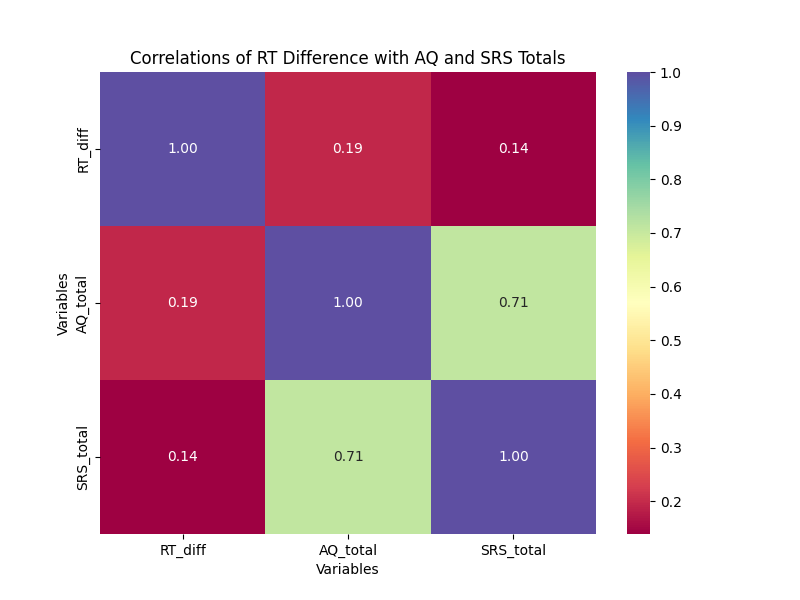 Correlations of RT Difference with AQ and SRS Totals
Variables
RT_diff
1.00
0.19
0.14
AQ_total
0.19
1.00
0.71
SRS_total
0.14
0.71
1.00
RT_diff
AQ_total
SRS_total
Variables
1.0
0.9
0.8
0.7
0.6
0.5
0.4
0.3
0.2